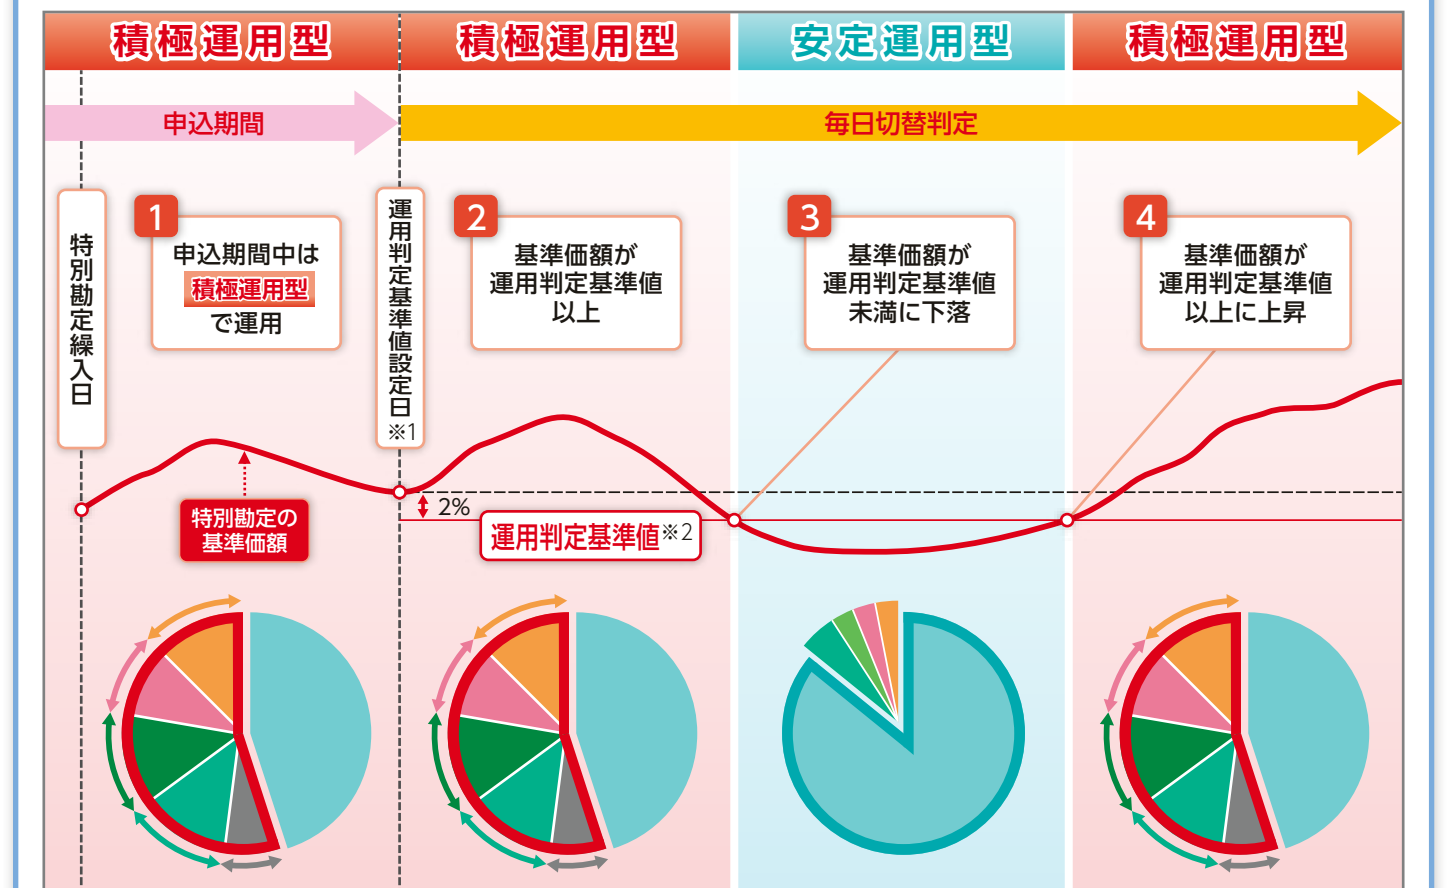 積極運用型
積極運用型
安定運用型
積極運用型
申込期間
毎日切替判定
特別勘定繰入日
1
申込期間中は
積極運用型
で運用
運用判定基準値設定日
※1
2
基準価額が
運用判定基準値
以上
3
基準価額が
運用判定基準値
未満に下落
4
基準価額が
運用判定基準値
以上に上昇
特別勘定の
基準価額
2%
運用判定基準値※2